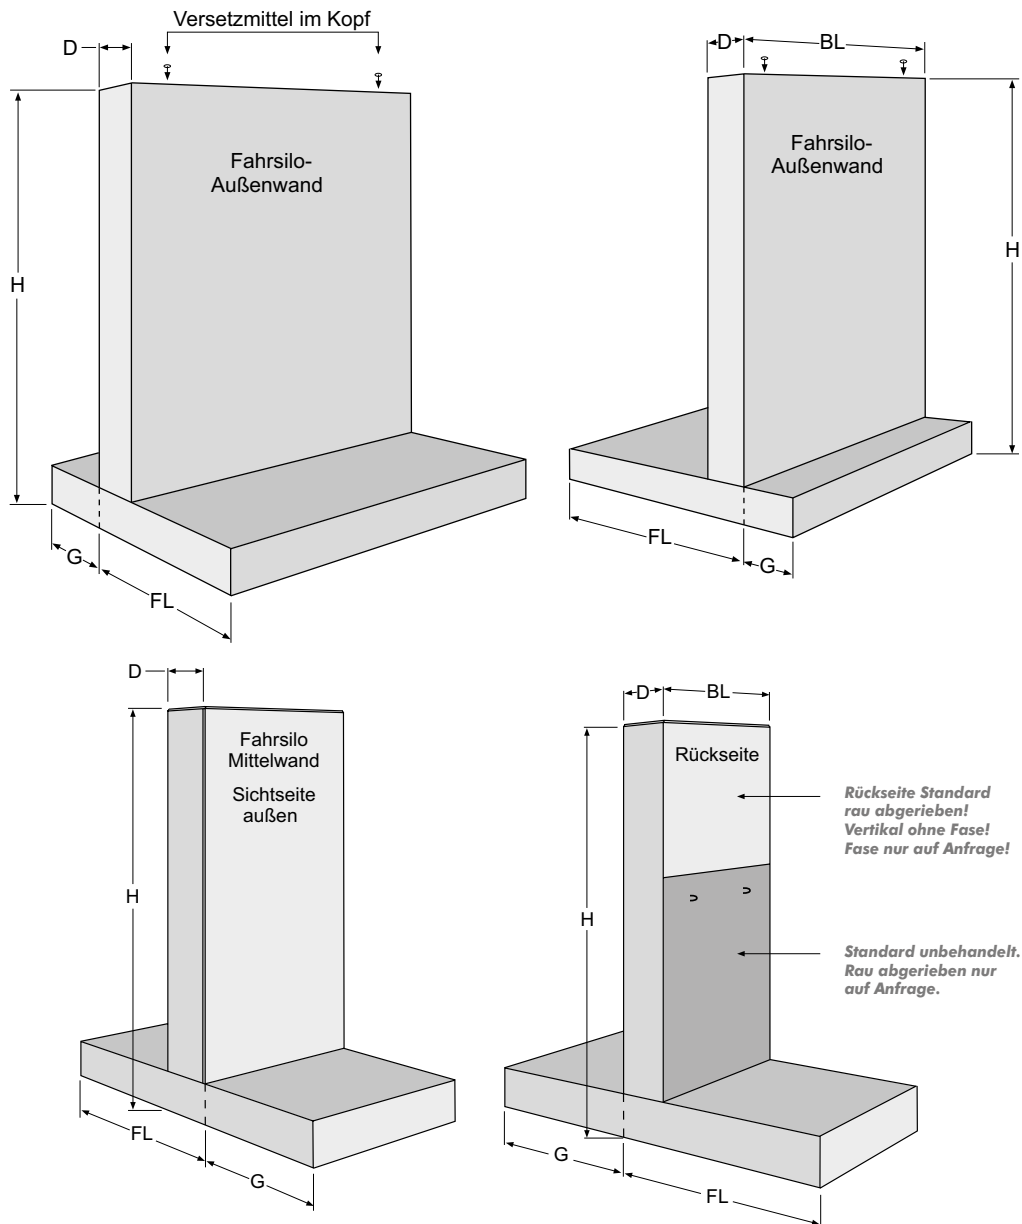 Versetzmittel im Kopf
D
H
Fahrsilo-
Außenwand
G
FL
D
BL
Fahrsilo-
Außenwand
H
FL
G
D
H
Fahrsilo
Mittelwand
Sichtseite
außen
FL
G
D
BL
Rückseite
H
Rückseite Standard
rau abgerieben!
Vertikal ohne Fase!
Fase nur auf Anfrage!
Standard unbehandelt.
Rau abgerieben nur
auf Anfrage.
G
FL